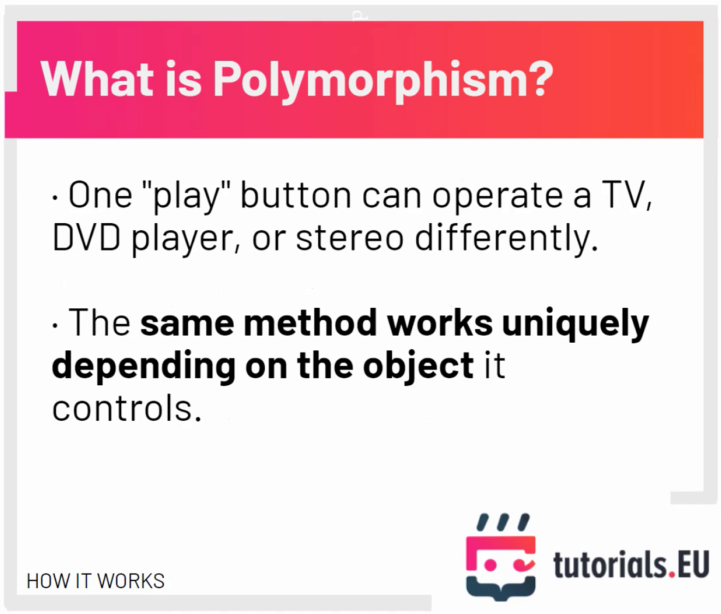 What is Polymorphism?
· One "play" button can operate a TV,
DVD player, or stereo differently.
· The same method works uniquely
depending on the object it
controls.
HOW IT WORKS
tutorials.EU